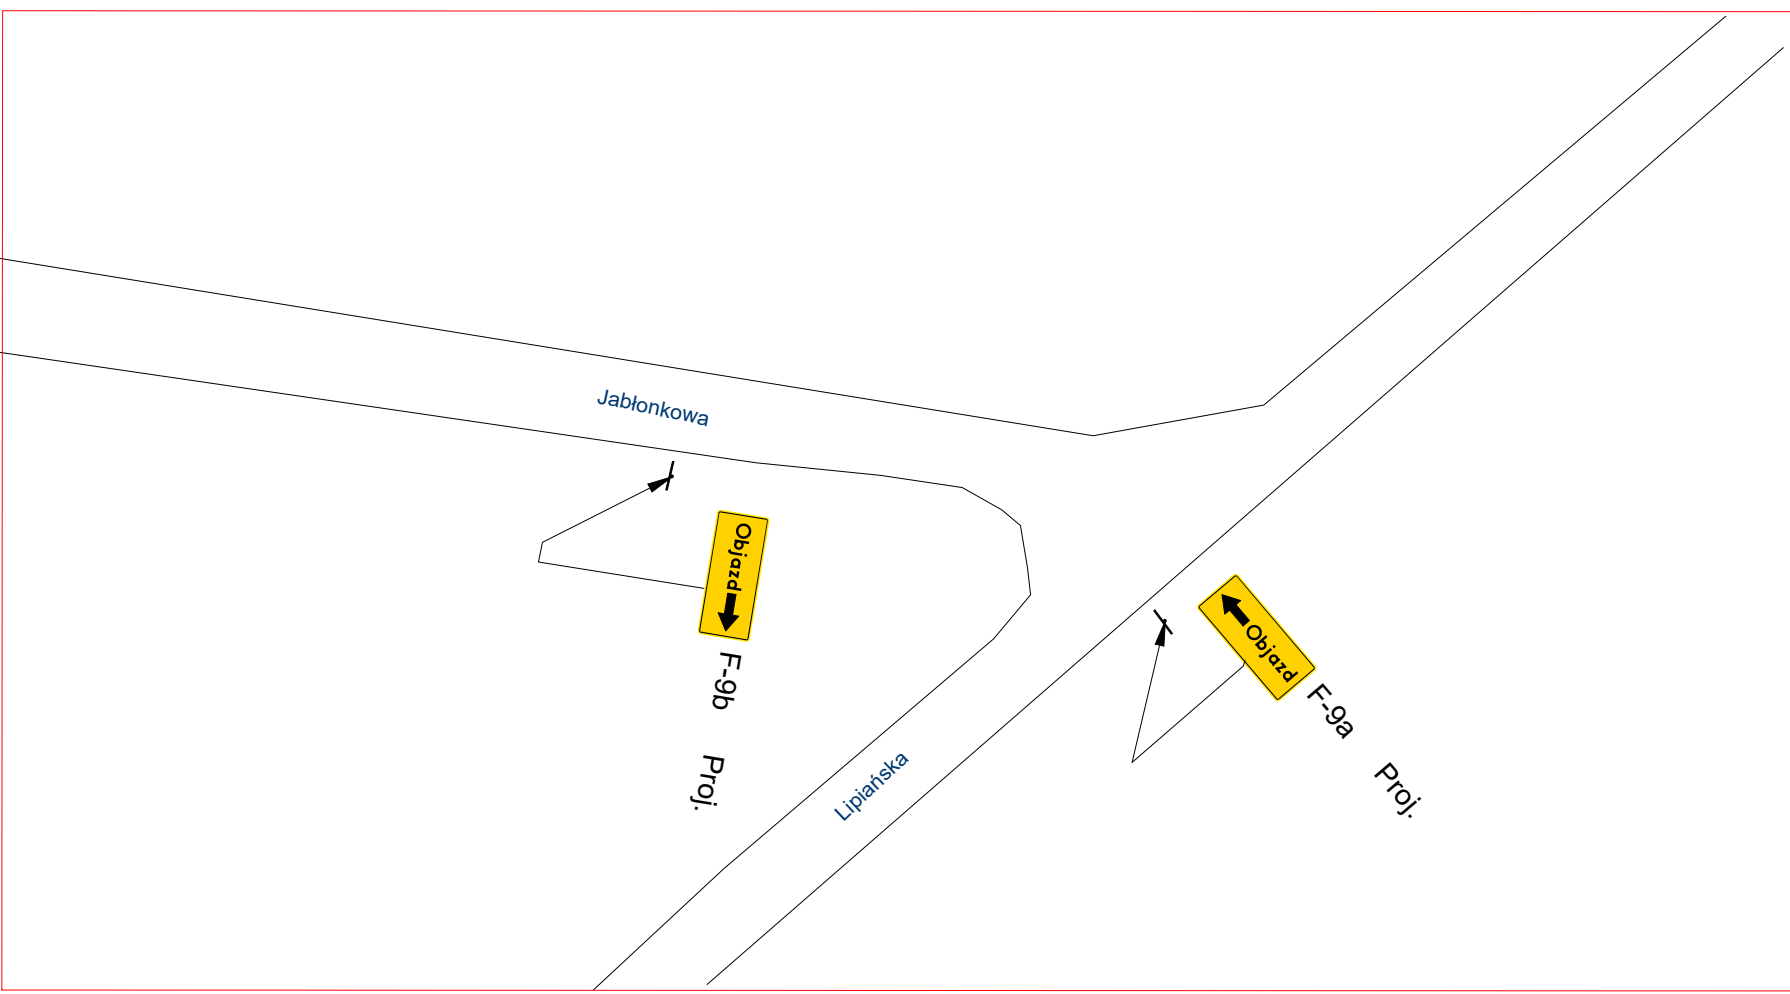 Jabłonkowa
Objazd
F-9b Proj.
Objazd
F-9a Proj.
Lipiańska